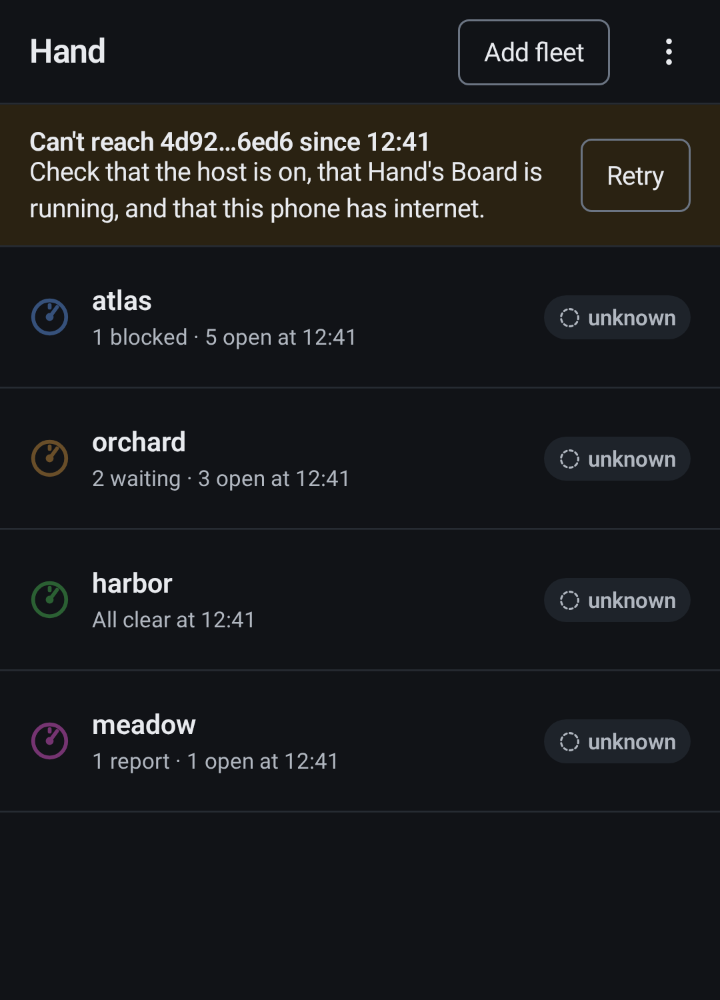 Hand
Add fleet
Can't reach 4d92…6ed6 since 12:41
Check that the host is on, that Hand's Board is
running, and that this phone has internet.
Retry
atlas
1 blocked · 5 open at 12:41
unknown
orchard
2 waiting · 3 open at 12:41
unknown
harbor
All clear at 12:41
unknown
meadow
1 report · 1 open at 12:41
unknown